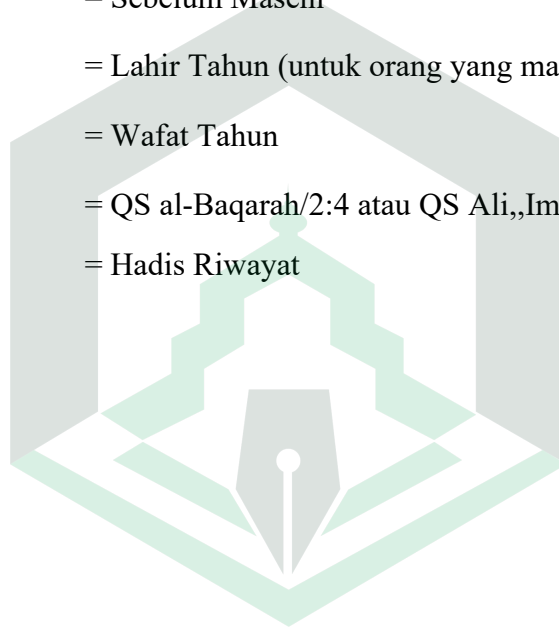 = Sebelum Masehi
= Lahir Tahun (untuk orang yang ma
= Wafat Tahun
= QS al-Baqarah/2:4 atau QS Ali,,Im
= Hadis Riwayat